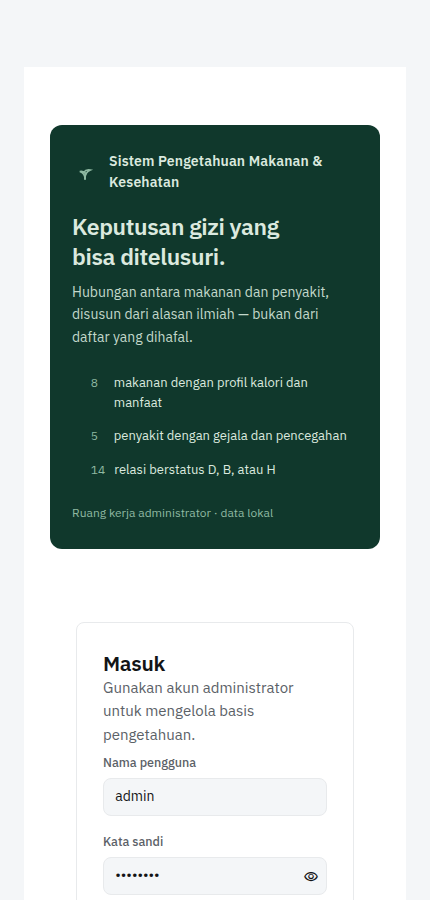 Sistem Pengetahuan Makanan &
Kesehatan
Keputusan gizi yang
bisa ditelusuri.
Hubungan antara makanan dan penyakit,
disusun dari alasan ilmiah — bukan dari
daftar yang dihafal.
8 makanan dengan profil kalori dan
manfaat
5 penyakit dengan gejala dan pencegahan
14 relasi berstatus D, B, atau H
Ruang kerja administrator · data lokal
Masuk
Gunakan akun administrator
untuk mengelola basis
pengetahuan.
Nama pengguna
admin
Kata sandi
••••••••